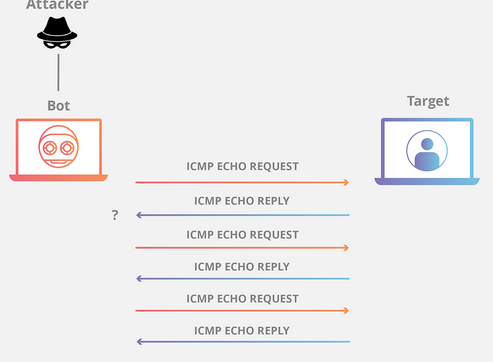 Attacker
Bot
Target
ICMP ECHO REQUEST
ICMP ECHO REPLY
?
ICMP ECHO REQUEST
ICMP ECHO REPLY
ICMP ECHO REQUEST
ICMP ECHO REPLY